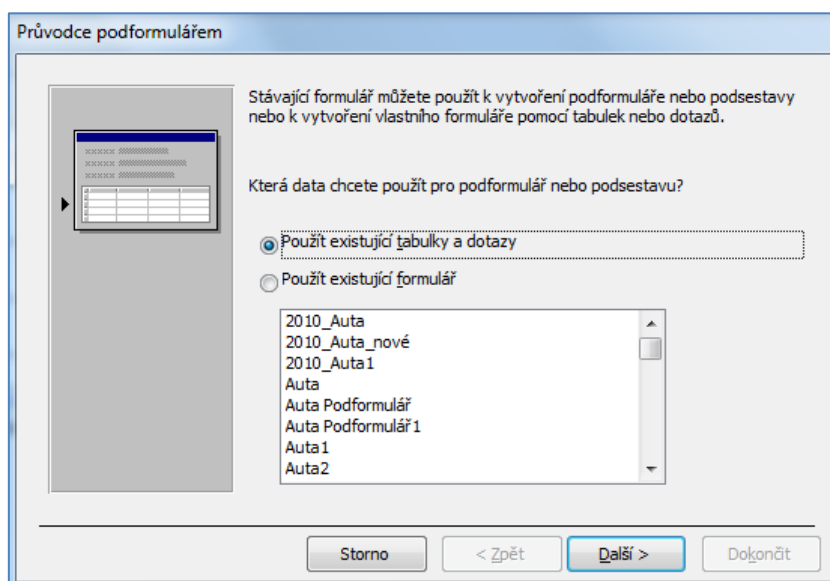 Průvodce podformulářem
Stávající formulář můžete použít k vytvoření podformuláře nebo podsestavy
nebo k vytvoření vlastního formuláře pomocí tabulek nebo dotazů.
Která data chcete použít pro podformulář nebo podsestavu?
Použít existující tabulky a dotazy
Použít existující formulář
2010_Auta
2010_Auta_nové
2010_Auta1
Auta
Auta Podformulář
Auta Podformulář1
Auta1
Auta2
Storno
< Zpět
Další >
Dokončit